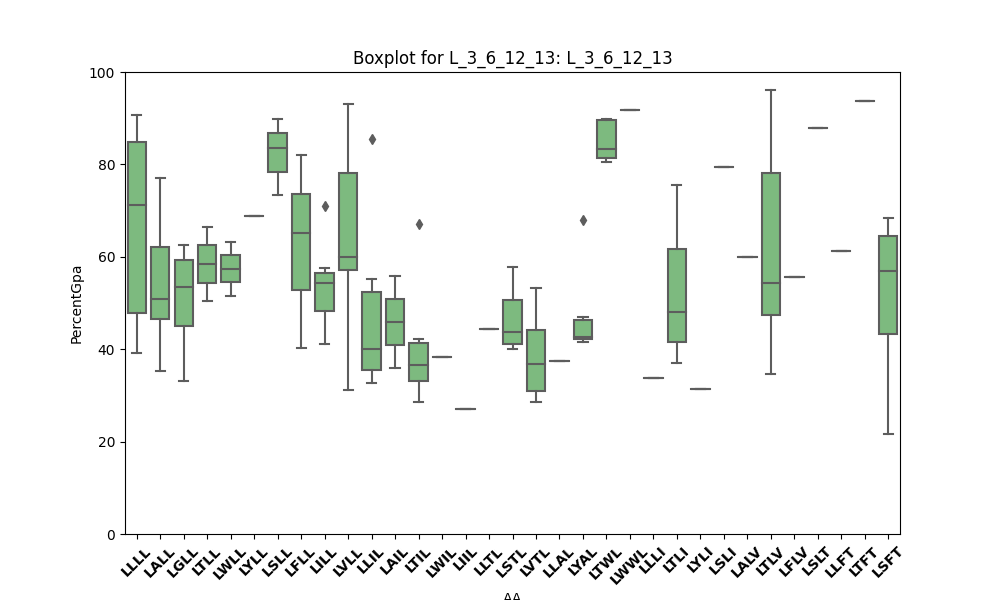 Boxplot for L_3_6_12_13: L_3_6_12_13
PercentGpa
100
80
60
40
20
0
LLLL LALL LGLL LTLL LWLL LYLL LSLL LFLL LILL LVLL LLIL LAIL LTIL LWIL LIIL LLTL LSTL LVTL LLAL LYAL LTWL LWWL LLLI LTLI LYLI LSLI LALV LTLV LFLV LSLT LLFT LTFT LSFT
AA